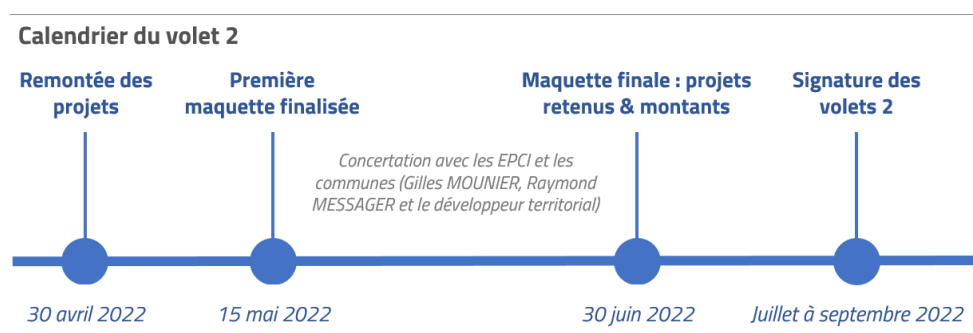 Calendrier du volet 2
Remontée des
projets
Première
maquette finalisée
Maquette finale : projets
retenus & montants
Signature des
volets 2
Concertation avec les EPCI et les
communes (Gilles MOUNIER, Raymond
MESSAGER et le développeur territorial)
30 avril 2022
15 mai 2022
30 juin 2022
Juillet à septembre 2022